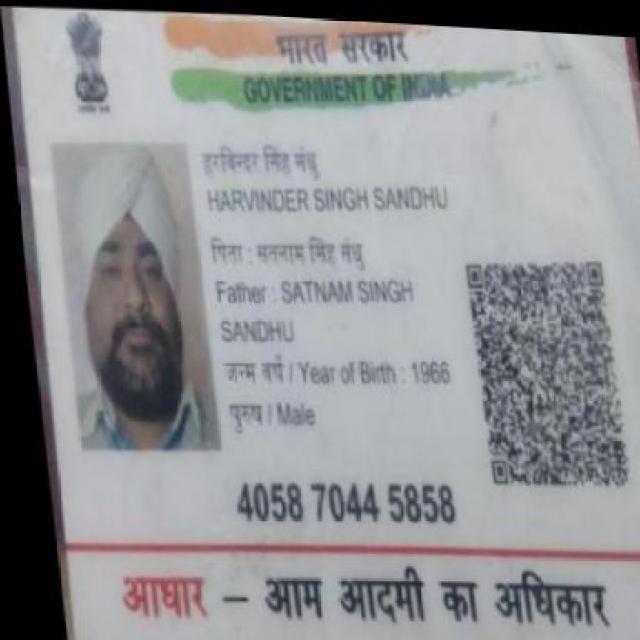 भारत सरकार
GOVERNMENT OF INDIA
हरविन्दर सिंह संधु
HARVINDER SINGH SANDHU
पिता : सतनाम सिंह संधु
Father : SATNAM SINGH
SANDHU
जन्म वर्ष / Year of Birth : 1966
पुरुष / Male
4058 7044 5858
आधार – आम आदमी का अधिकार